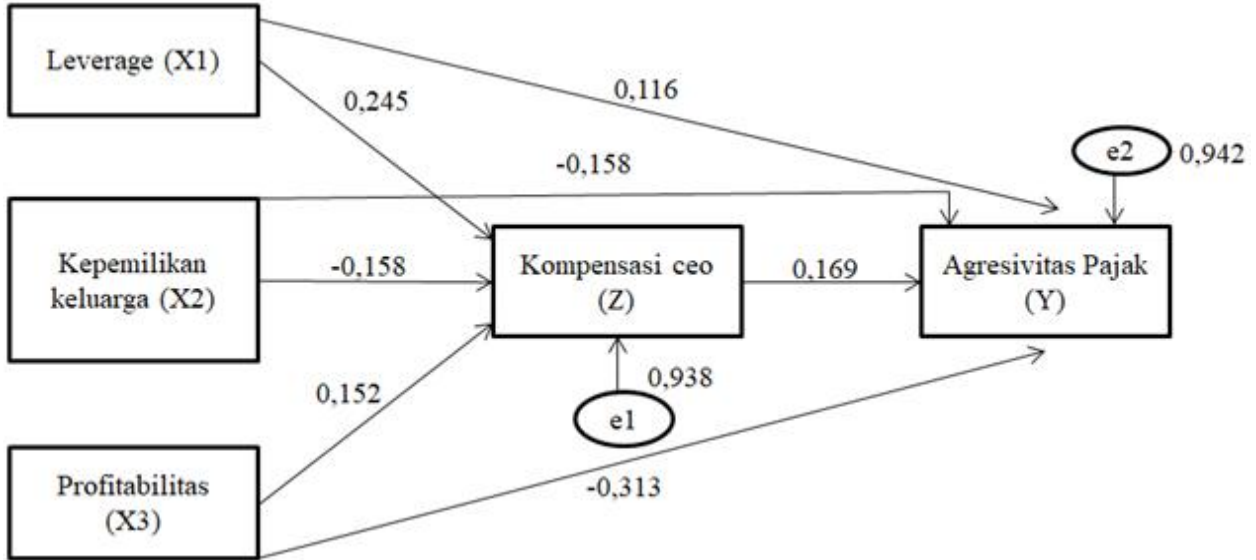 Leverage (X1)
0,116
0,245
e2
0,942
-0,158
Kepemilikan
keluarga (X2)
-0,158
Kompensasi ceo
(Z)
0,169
Agresivitas Pajak
(Y)
0,152
0,938
e1
Profitabilitas
(X3)
-0,313